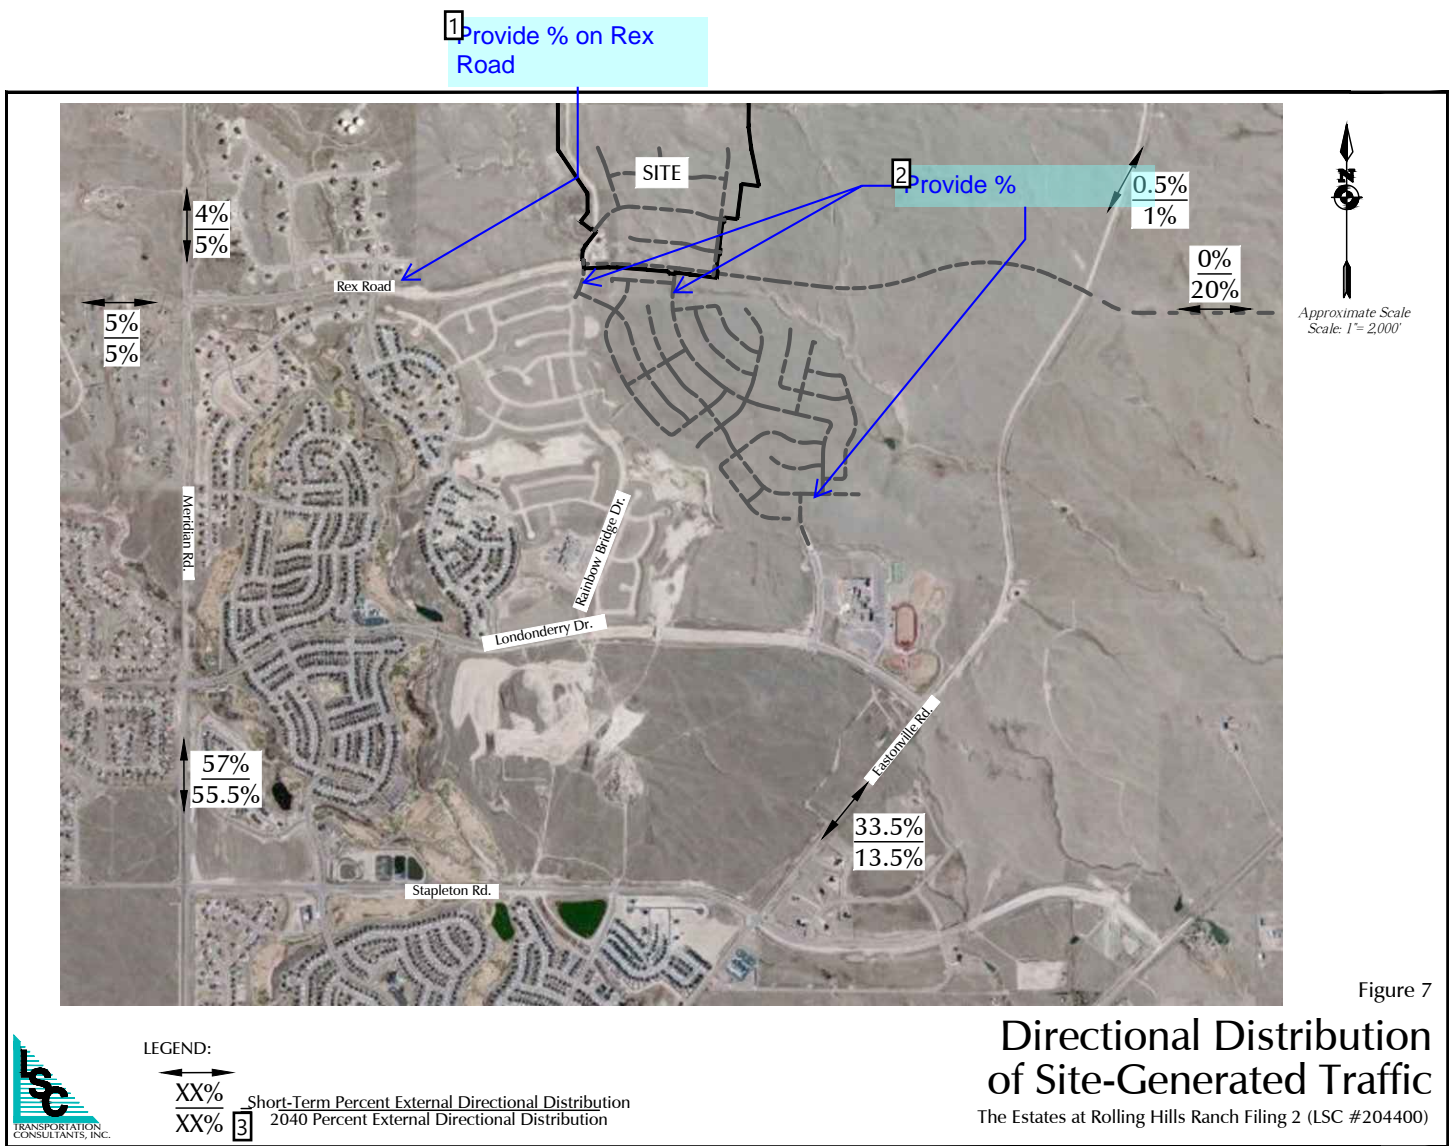 1
Provide % on Rex
Road
SITE
2
Provide %
0.5%
1%
4%
5%
0%
20%
N
Rex Road
5%
5%
Approximate Scale
Scale: 1"= 2,000'
Meridian Rd.
Rainbow Bridge Dr.
Londonderry Dr.
Eastonville Rd.
57%
55.5%
33.5%
13.5%
Stapleton Rd.
Figure 7
Directional Distribution
of Site-Generated Traffic
The Estates at Rolling Hills Ranch Filing 2 (LSC #204400)
LSC
TRANSPORTATION
CONSULTANTS, INC.
LEGEND:
XX%
XX%
3
Short-Term Percent External Directional Distribution
2040 Percent External Directional Distribution